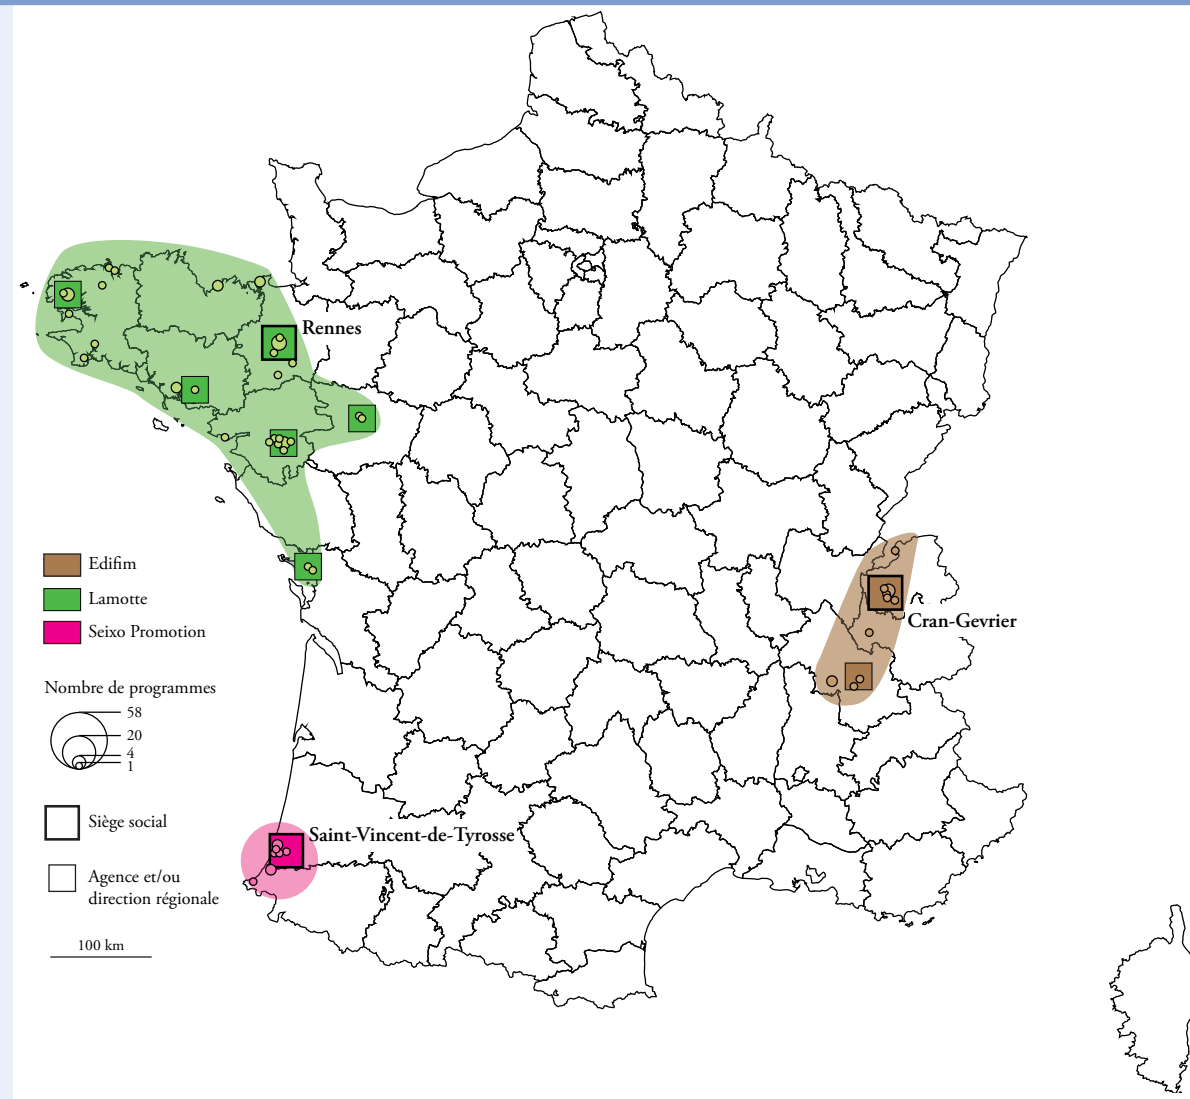 Rennes
Edifim
Lamotte
Seixo Promotion
Cran-Gevrier
Nombre de programmes
58
20
4
1
Siège social
Saint-Vincent-de-Tyrosse
Agence et/ou
direction régionale
100 km